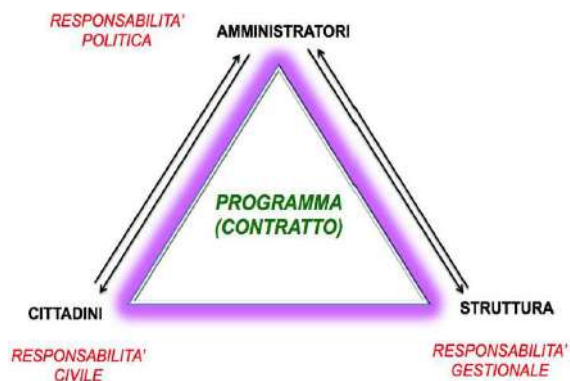 RESPONSABILITA'
POLITICA
AMMINISTRATORI
PROGRAMMA
(CONTRATTO)
CITTADINI
STRUTTURA
RESPONSABILITA'
CIVILE
RESPONSABILITA'
GESTIONALE